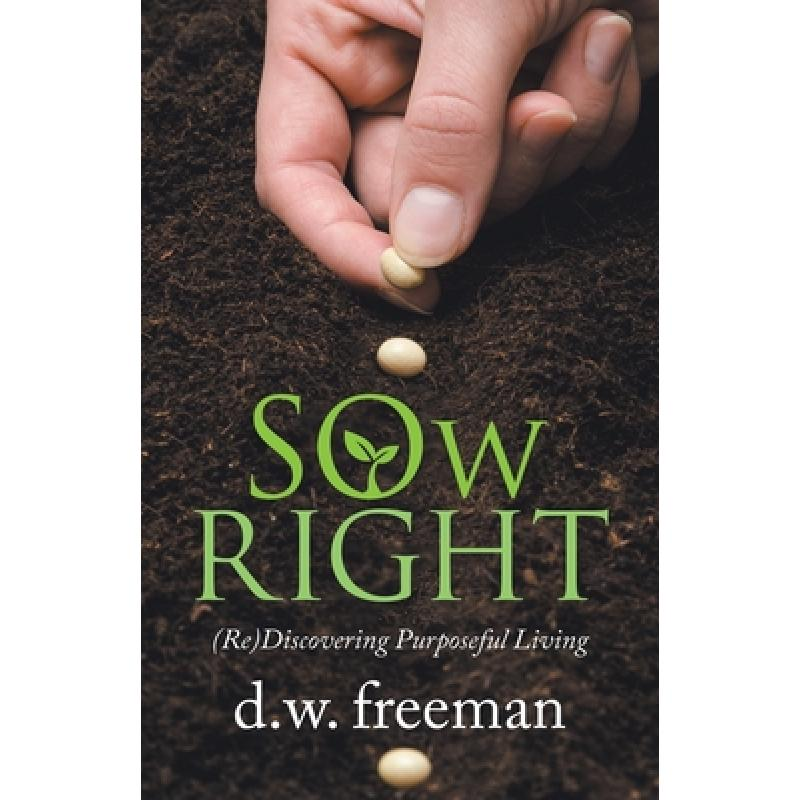 SOW
RIGHT
(Re)Discovering Purposeful Living
d.w. freeman